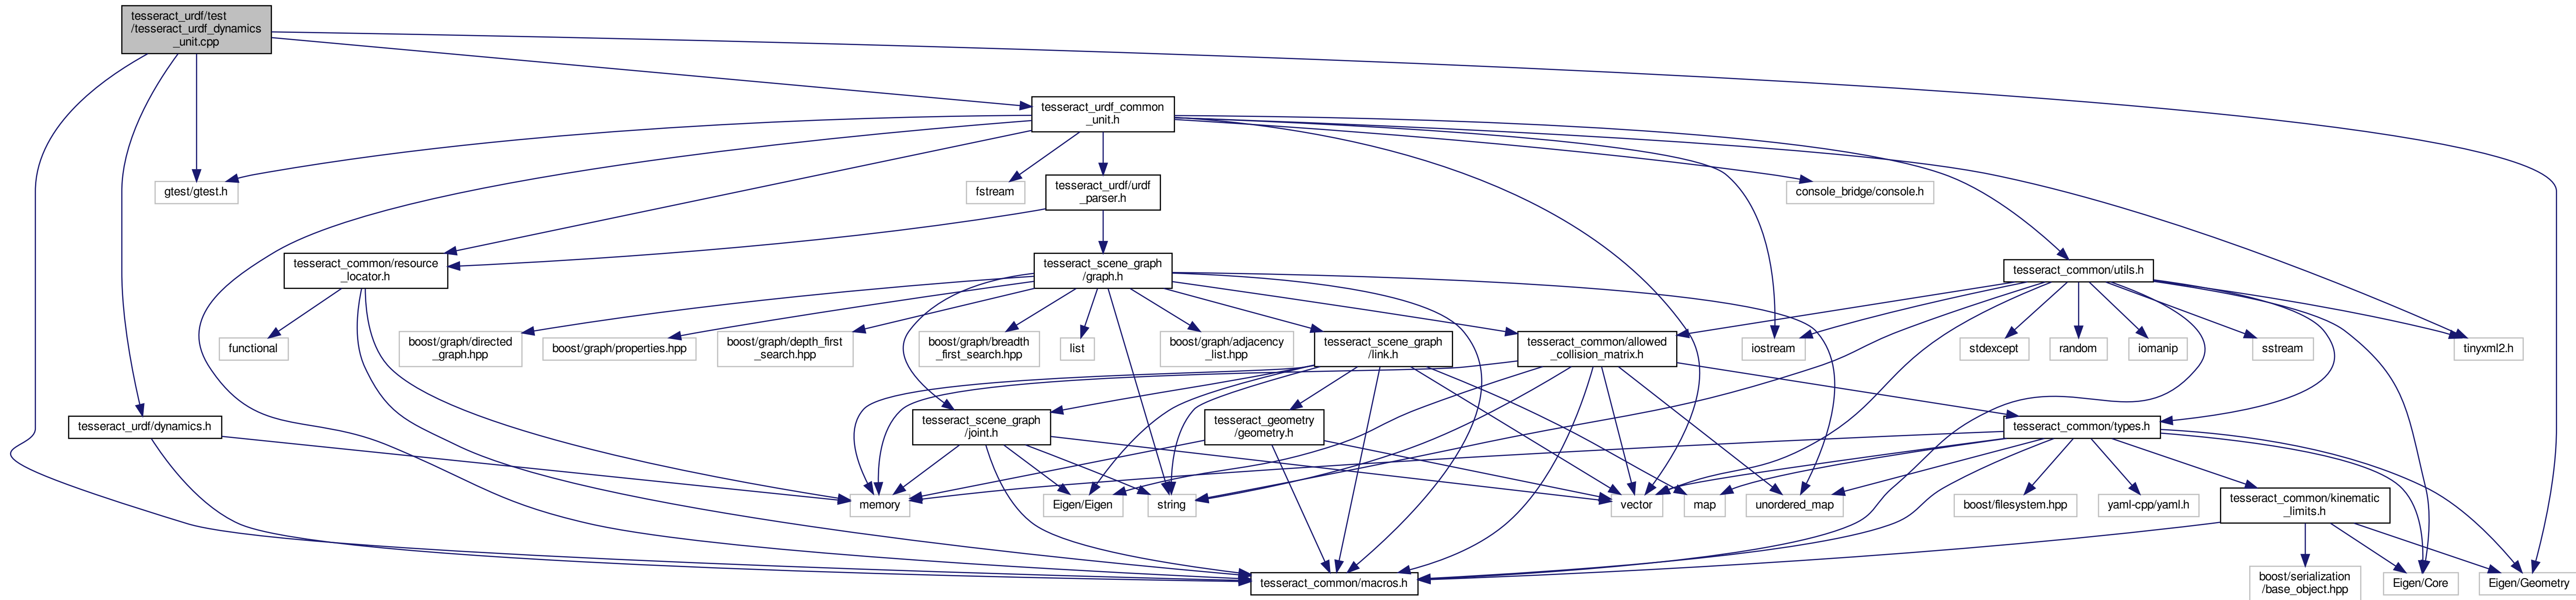 tesseract_urdf/test
/tesseract_urdf_dynamics
_unit.cpp
tesseract_urdf_common
_unit.h
gtest/gtest.h
fstream
tesseract_urdf/urdf
_parser.h
console_bridge/console.h
tesseract_common/resource
_locator.h
tesseract_scene_graph
/graph.h
tesseract_common/utils.h
functional
boost/graph/directed
_graph.hpp
boost/graph/properties.hpp
boost/graph/depth_first
_search.hpp
boost/graph/breadth
_first_search.hpp
list
boost/graph/adjacency
_list.hpp
tesseract_scene_graph
/link.h
tesseract_common/allowed
_collision_matrix.h
iostream
stdexcept
random
iomanip
sstream
tinyxml2.h
tesseract_urdf/dynamics.h
tesseract_scene_graph
/joint.h
tesseract_geometry
/geometry.h
tesseract_common/types.h
memory
Eigen/Eigen
string
vector
map
unordered_map
boost/filesystem.hpp
yaml-cpp/yaml.h
tesseract_common/kinematic
_limits.h
tesseract_common/macros.h
boost/serialization
/base_object.hpp
Eigen/Core
Eigen/Geometry